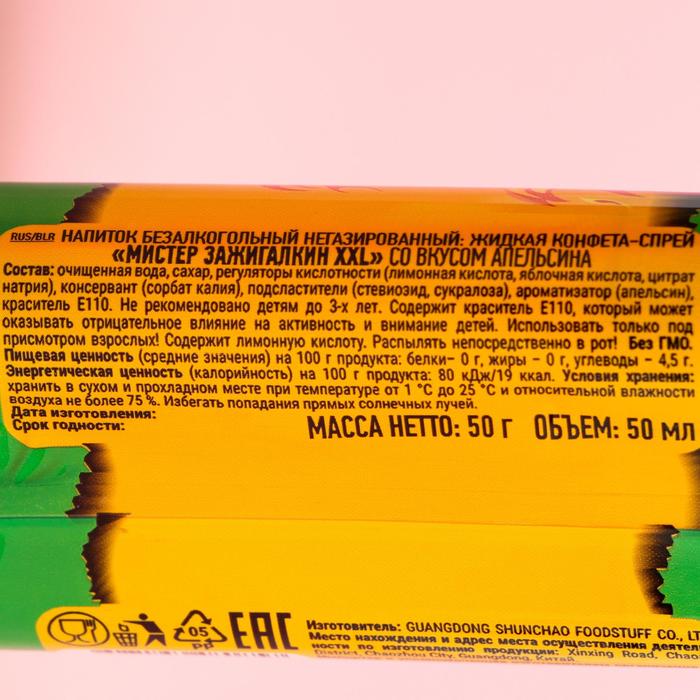 RUS/BLR НАПИТОК БЕЗАЛКОГОЛЬНЫЙ НЕГАЗИРОВАННЫЙ: ЖИДКАЯ КОНФЕТА-СПРЕЙ
«МИСТЕР ЗАЖИГАЛКИН XXL» СО ВКУСОМ АПЕЛЬСИНА
Состав: очищенная вода, сахар, регуляторы кислотности (лимонная кислота, яблочная кислота, цитрат
натрия), консервант (сорбат калия), подсластители (стевиозид, сукралоза), ароматизатор (апельсин),
краситель Е110. Не рекомендовано детям до 3-х лет. Содержит краситель Е110, который может
оказывать отрицательное влияние на активность и внимание детей. Использовать только под
присмотром взрослых! Содержит лимонную кислоту. Распылять непосредственно в рот! Без ГМО.
Пищевая ценность (средние значения) на 100 г продукта: белки– 0 г, жиры – 0 г, углеводы – 4,5 г.
Энергетическая ценность (калорийность) на 100 г продукта: 80 кДж/19 ккал. Условия хранения:
хранить в сухом и прохладном месте при температуре от 1 °С до 25 °С и относительной влажности
воздуха не более 75 %. Избегать попадания прямых солнечных лучей.
Дата изготовления:
Срок годности:
МАССА НЕТТО: 50 г ОБЪЕМ: 50 мл
05
PP
EAC
Изготовитель: GUANGDONG SHUNCHAO FOODSTUFF CO., LT
Место нахождения и адрес места осуществления деятель
ности по изготовлению продукции: Xinxing Road, Chao
District, Chaozhou City, Guangdong, Китай